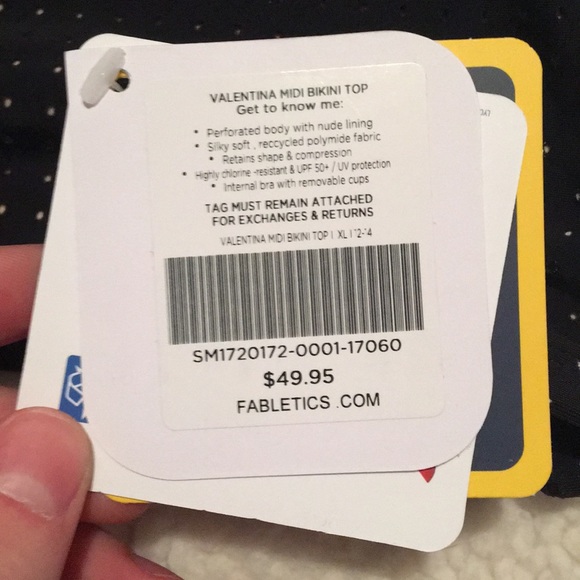 VALENTINA MIDI BIKINI TOP
Get to know me:
• Perforated body with nude lining
• Silky soft , reccycled polymide fabric
• Retains shape & compression
• Highly chlorine -resistant & UPF 50+ / UV protection
• Internal bra with removable cups
TAG MUST REMAIN ATTACHED
FOR EXCHANGES & RETURNS
VALENTINA MIDI BIKINI TOP | XL |
SM1720172-0001-17060
$49.95
FABLETICS .COM